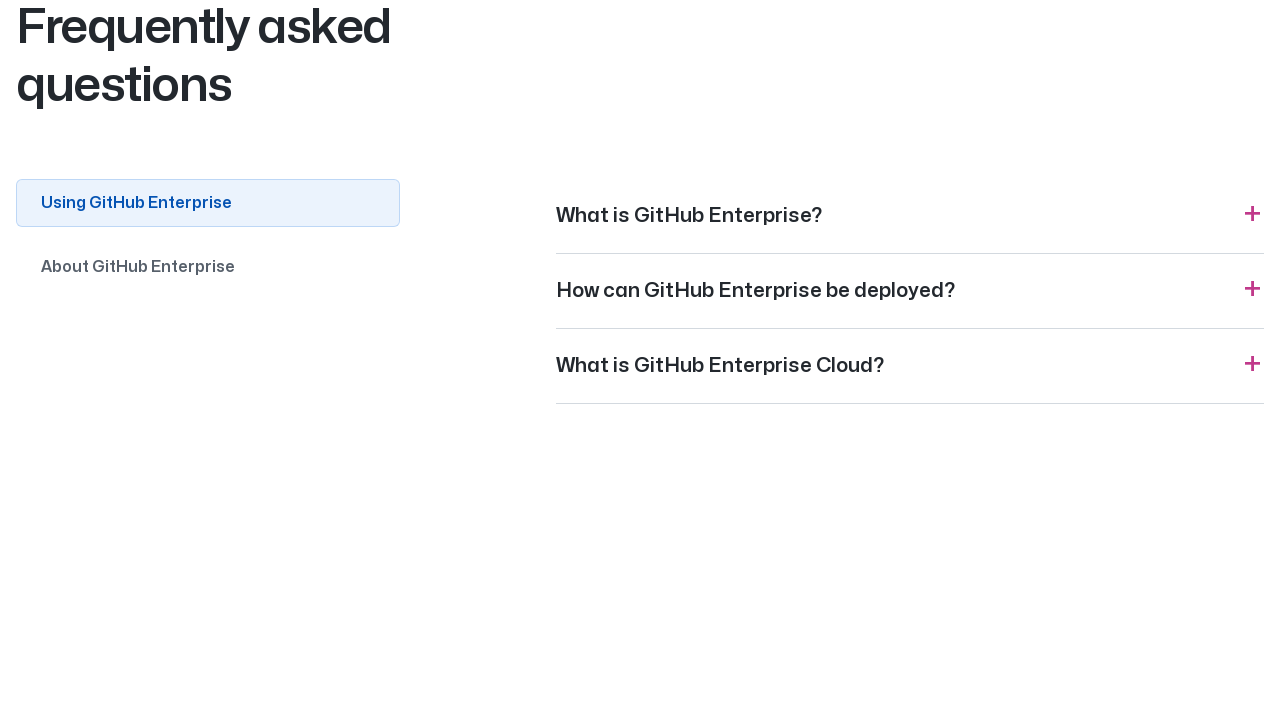 Frequently asked
questions
Using GitHub Enterprise
About GitHub Enterprise
What is GitHub Enterprise?
How can GitHub Enterprise be deployed?
What is GitHub Enterprise Cloud?